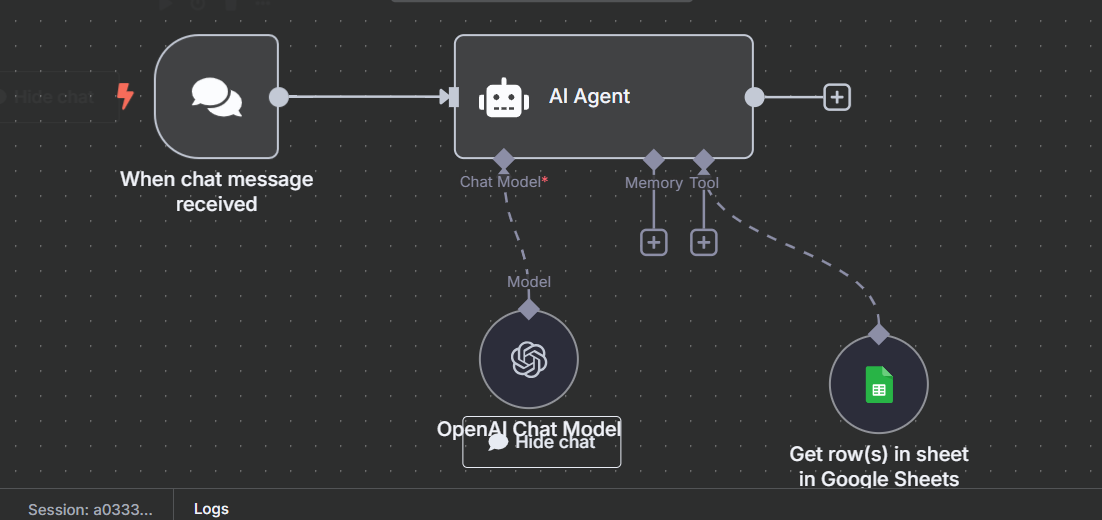 Hide chat
AI Agent
When chat message
received
Chat Model*
Memory
Tool
Model
OpenAI Chat Model
Hide chat
Get row(s) in sheet
in Google Sheets
Session: a0333...
Logs